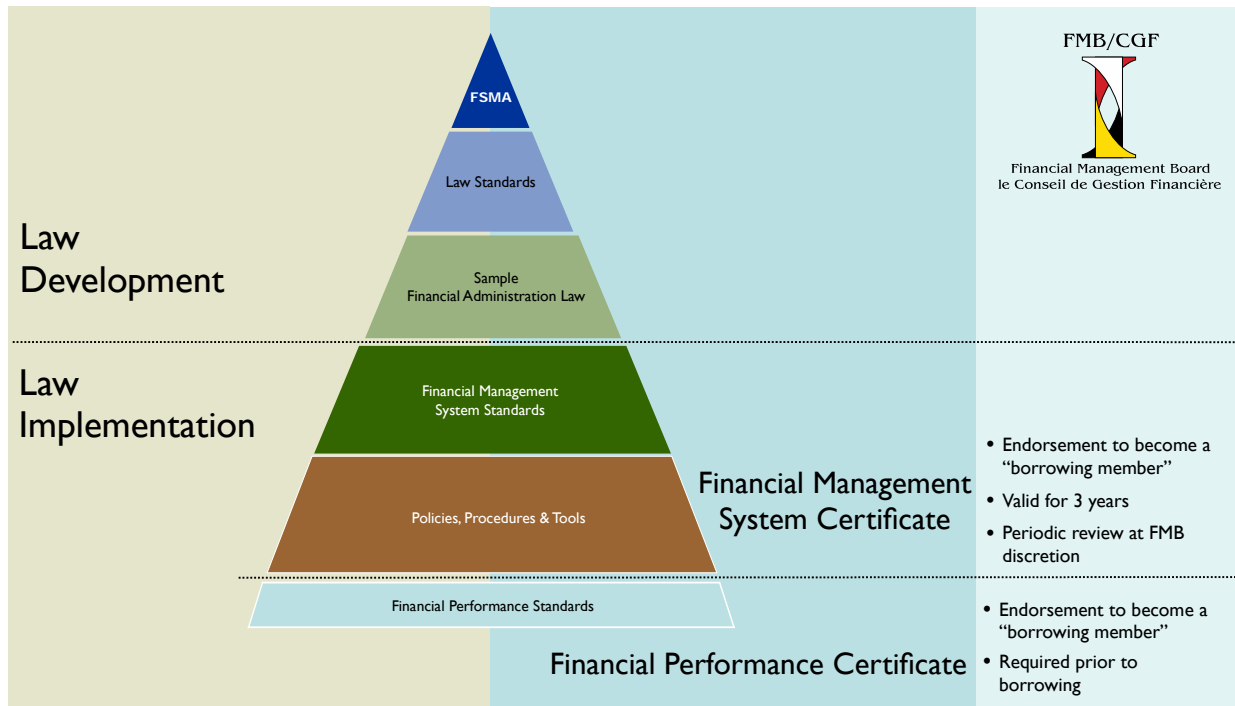 FMB/CGF
Financial Management Board
le Conseil de Gestion Financière
FSMA
Law Standards
Law
Development
Sample
Financial Administration Law
Law
Implementation
Financial Management
System Standards
Policies, Procedures & Tools
Financial Management
System Certificate
• Endorsement to become a
“borrowing member”
• Valid for 3 years
• Periodic review at FMB
discretion
Financial Performance Standards
Financial Performance Certificate
• Endorsement to become a
“borrowing member”
• Required prior to
borrowing